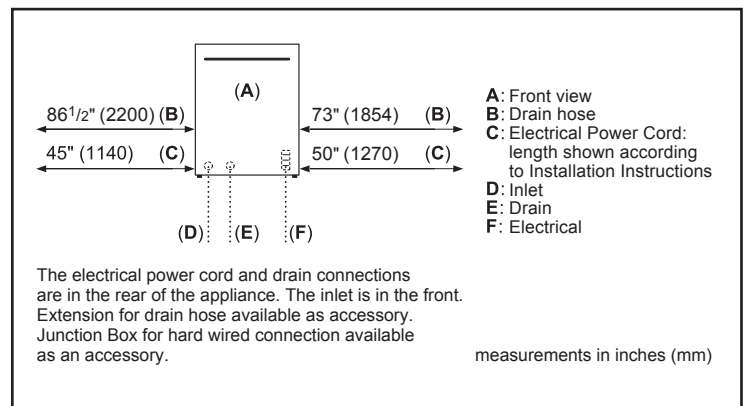 (A)
86 1/2" (2200) (B)
73" (1854) (B)
45" (1140) (C)
50" (1270) (C)
(D) (E) (F)
A: Front view
B: Drain hose
C: Electrical Power Cord:
length shown according
to Installation Instructions
D: Inlet
E: Drain
F: Electrical
The electrical power cord and drain connections
are in the rear of the appliance. The inlet is in the front.
Extension for drain hose available as accessory.
Junction Box for hard wired connection available
as an accessory.
measurements in inches (mm)